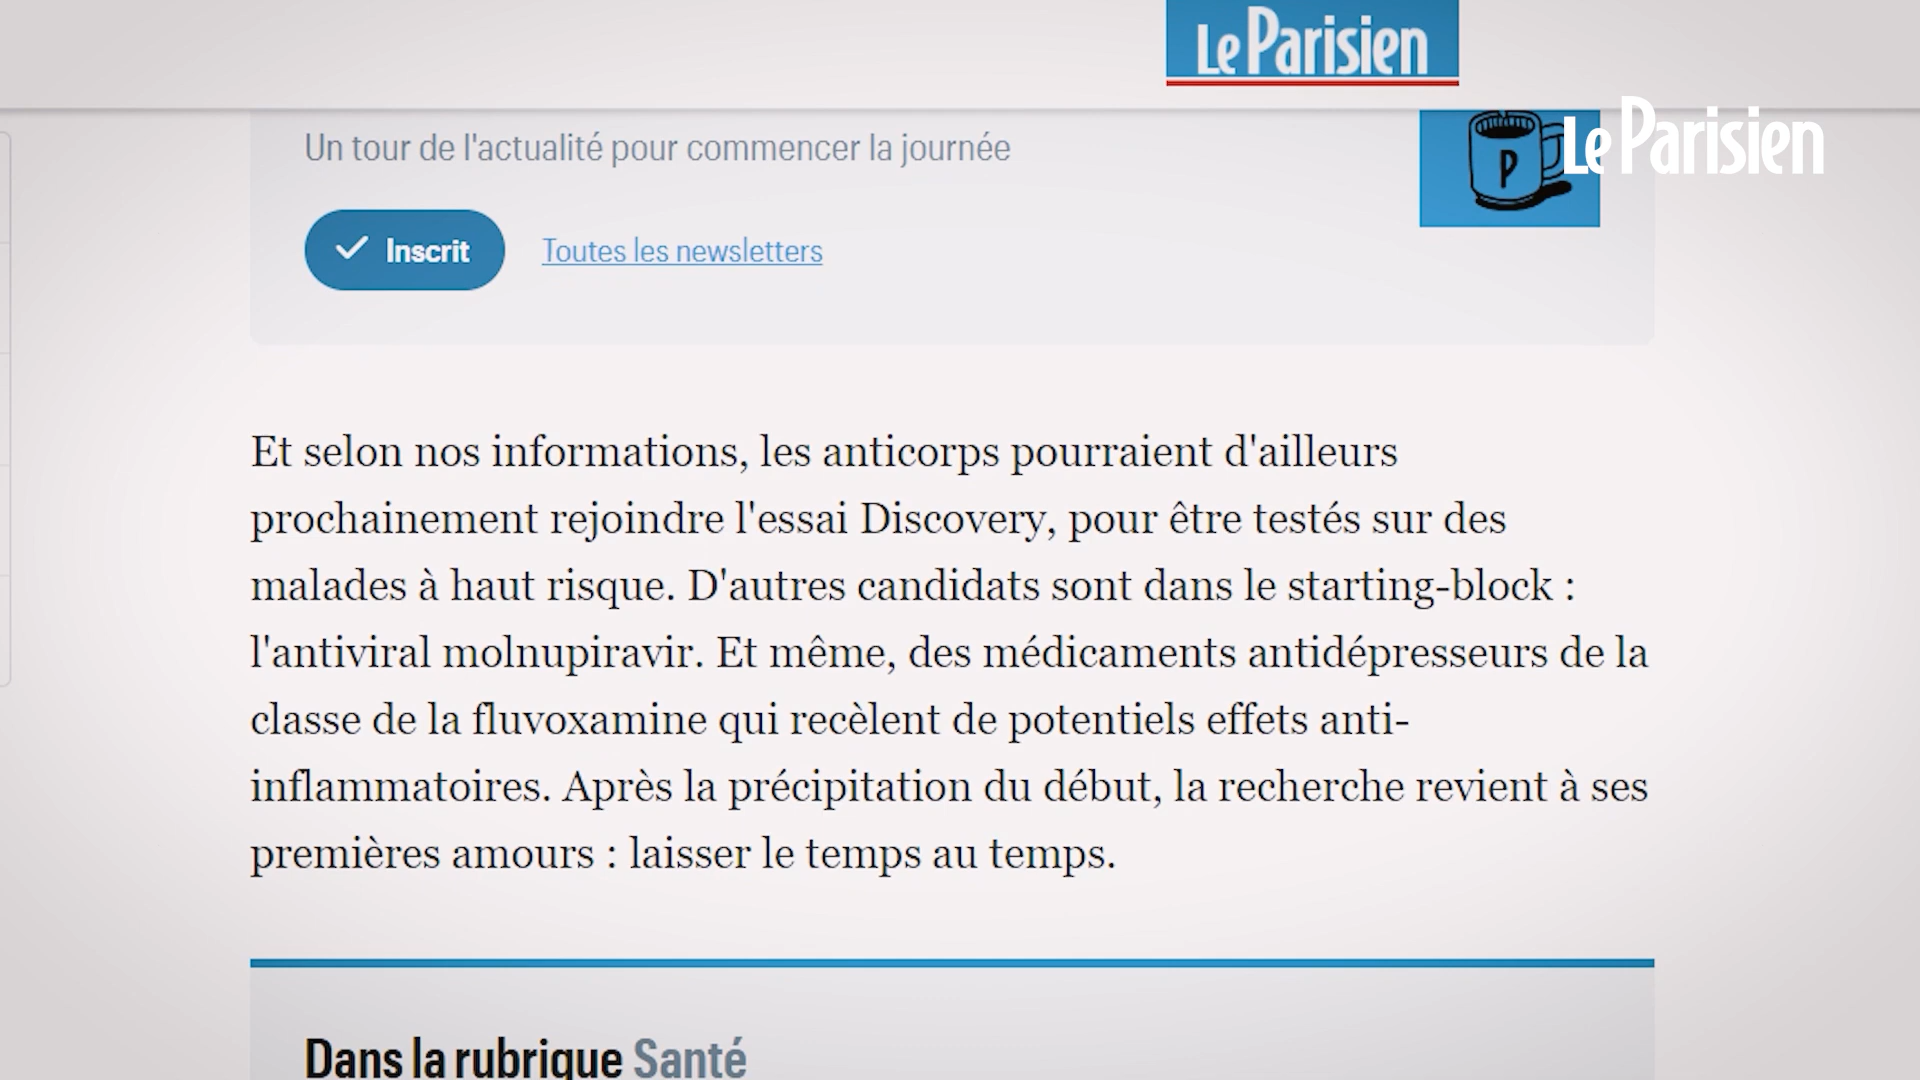 Le Parisien
Le Parisien
Un tour de l'actualité pour commencer la journée
P
Inscrit
Toutes les newsletters
Et selon nos informations, les anticorps pourraient d'ailleurs
prochainement rejoindre l'essai Discovery, pour être testés sur des
malades à haut risque. D'autres candidats sont dans le starting-block :
l'antiviral molnupiravir. Et même, des médicaments antidépresseurs de la
classe de la fluvoxamine qui recèlent de potentiels effets anti-
inflammatoires. Après la précipitation du début, la recherche revient à ses
premières amours : laisser le temps au temps.
Dans la rubrique Santé